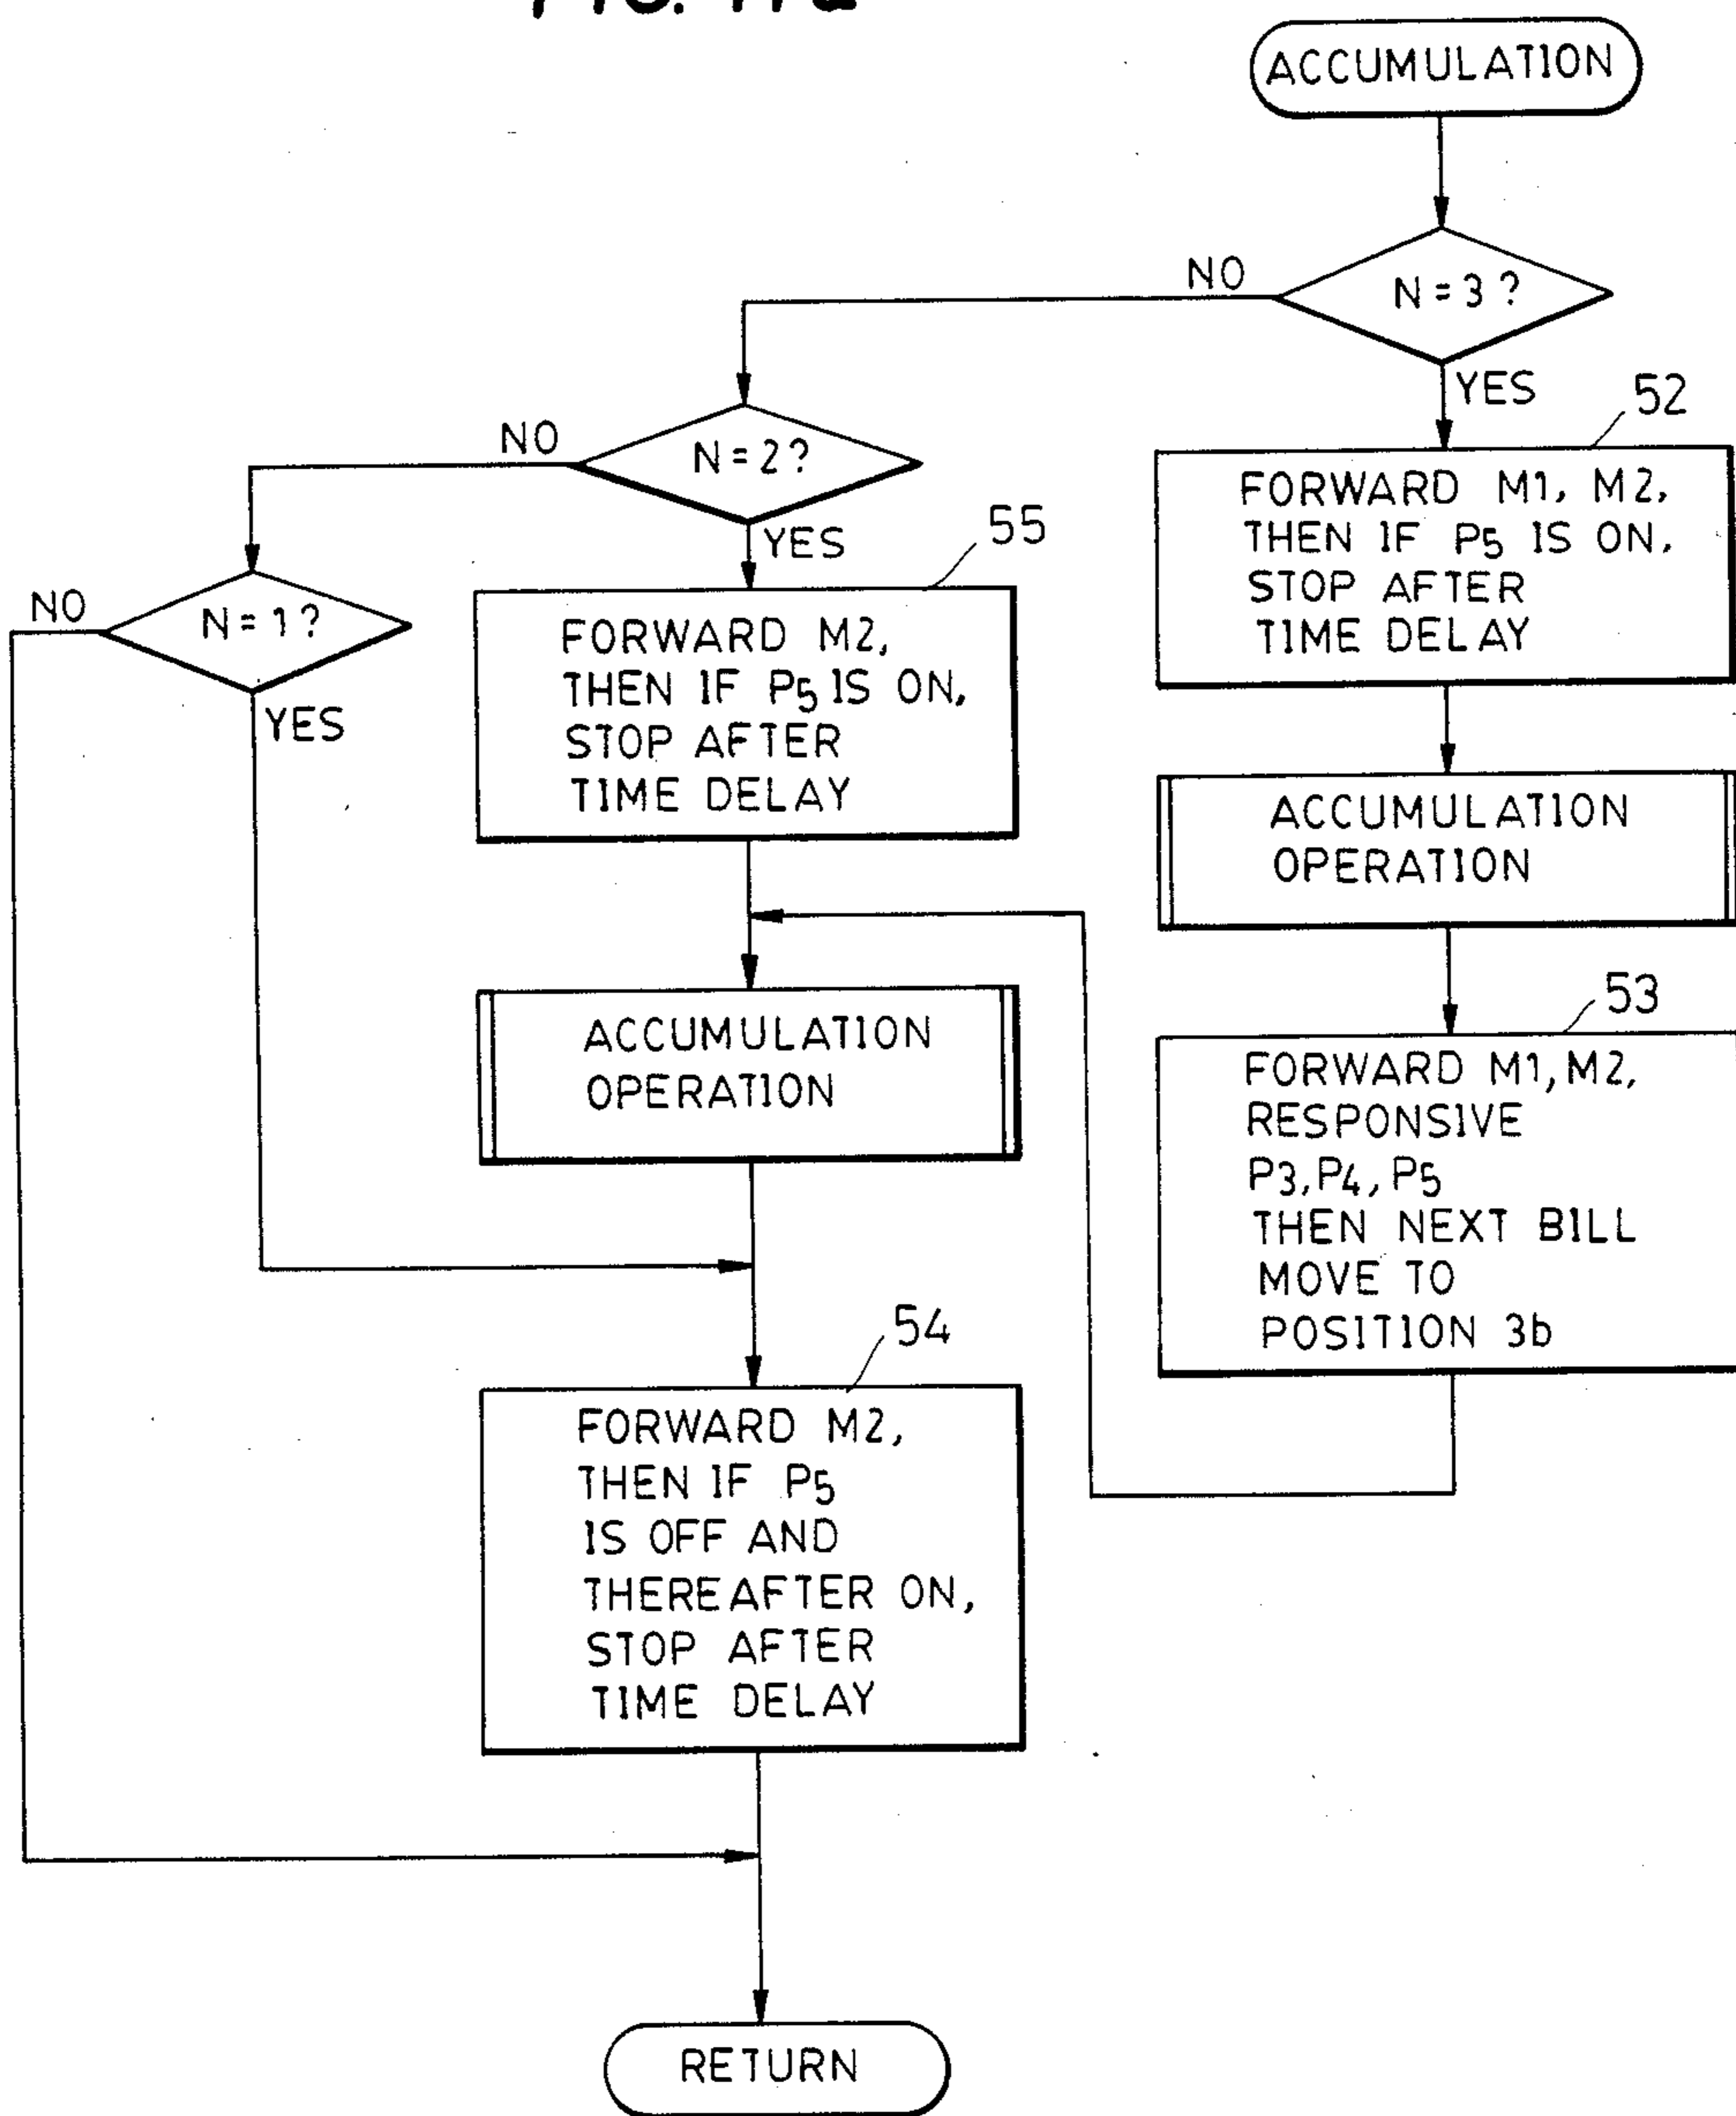 ACCUMULATION
N=3?
NO
YES
52
FORWARD M1, M2,
THEN IF P5 IS ON,
STOP AFTER
TIME DELAY
ACCUMULATION
OPERATION
53
FORWARD M1, M2,
RESPONSIVE
P3, P4, P5
THEN NEXT BILL
MOVE TO
POSITION 3b
N=2?
NO
YES
55
FORWARD M2,
THEN IF P5 IS ON,
STOP AFTER
TIME DELAY
ACCUMULATION
OPERATION
N=1?
NO
YES
54
FORWARD M2,
THEN IF P5
IS OFF AND
THEREAFTER ON,
STOP AFTER
TIME DELAY
RETURN